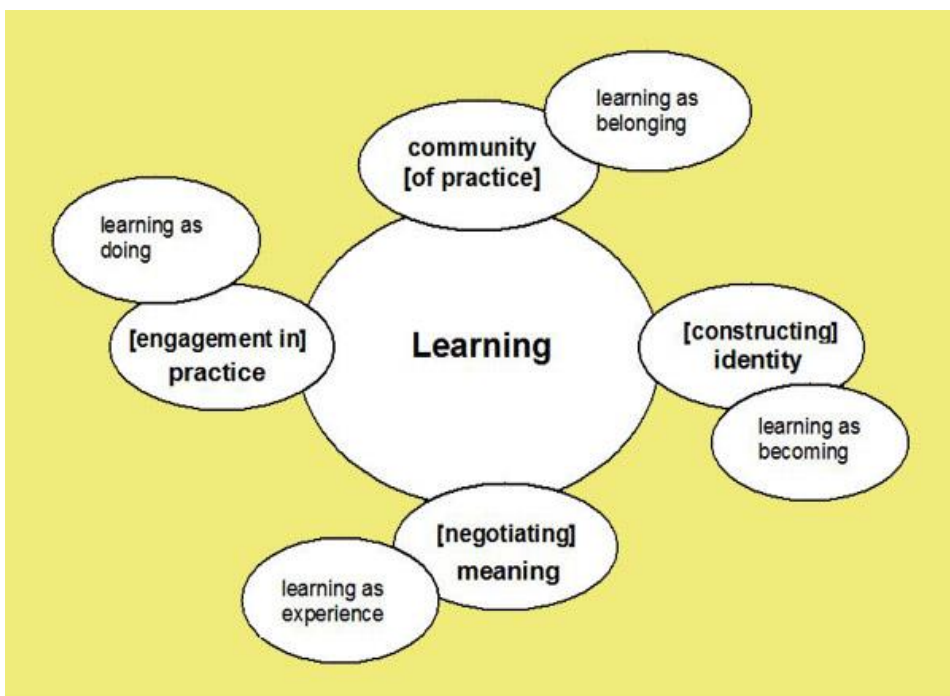 learning as
belonging
community
[of practice]
learning as
doing
[engagement in]
practice
Learning
[constructing]
identity
learning as
becoming
[negotiating]
meaning
learning as
experience